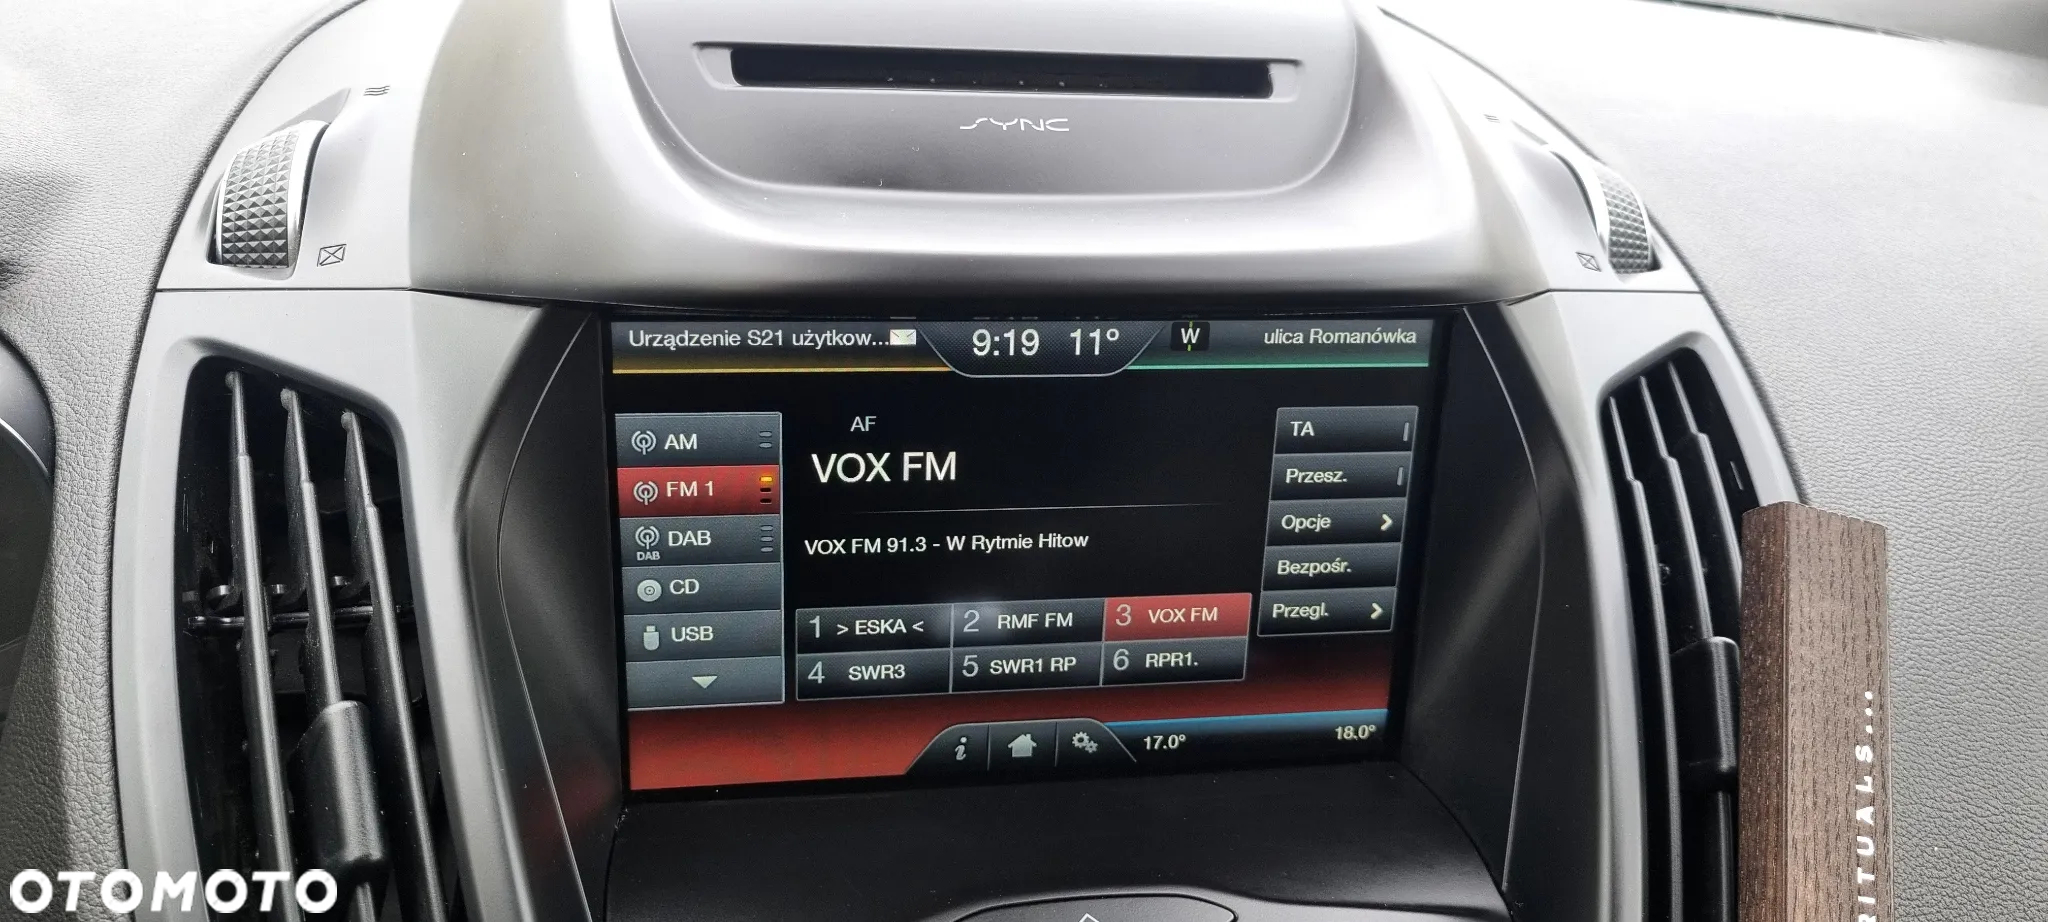 SYNC
Urządzenie S21 użytkow...
9:19 11°
W
ulica Romanówka
AM
FM 1
DAB
DAB
CD
USB
AF
VOX FM
VOX FM 91.3 - W Rytmie Hitow
1 > ESKA <
2 RMF FM
3 VOX FM
4 SWR3
5 SWR1 RP
6 RPR1.
TA
Przesz.
Opcje
Bezpośr.
Przegl.
i
17.0°
18.0°
RITUALS...
OTOMOTO